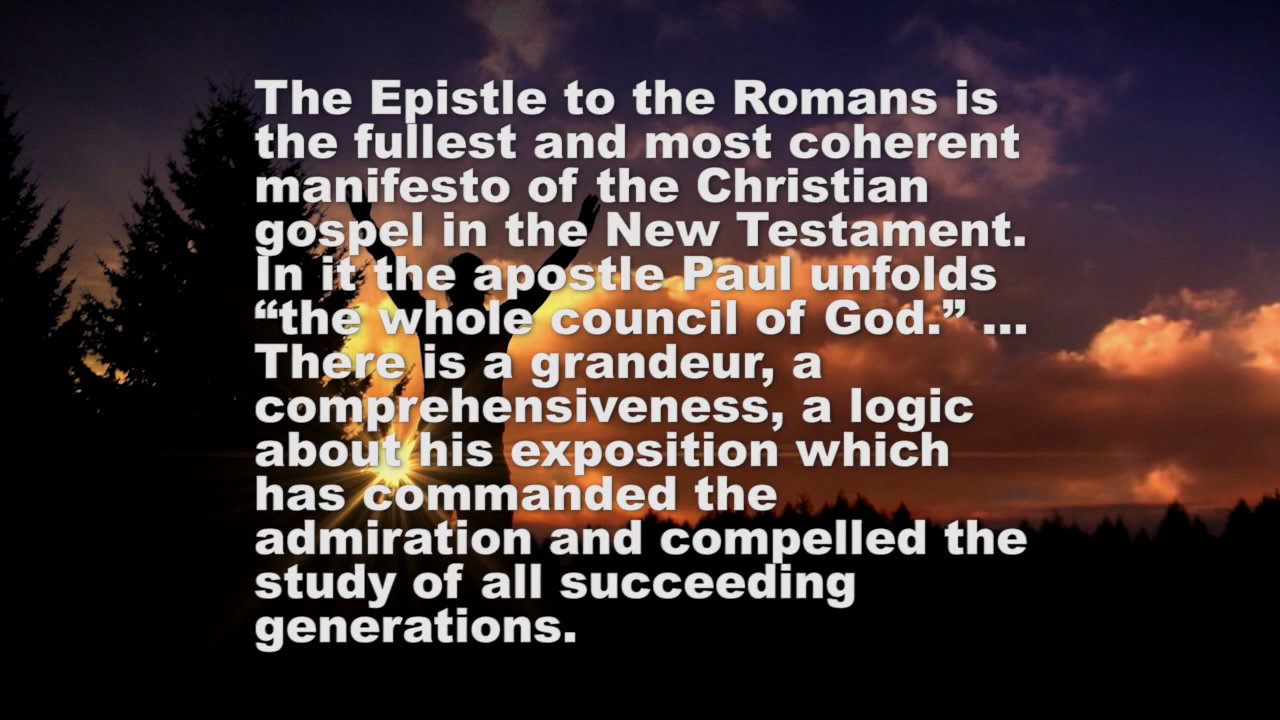 The Epistle to the Romans is
the fullest and most coherent
manifesto of the Christian
gospel in the New Testament.
In it the apostle Paul unfolds
“the whole council of God.” ...
There is a grandeur, a
comprehensiveness, a logic
about his exposition which
has commanded the
admiration and compelled the
study of all succeeding
generations.